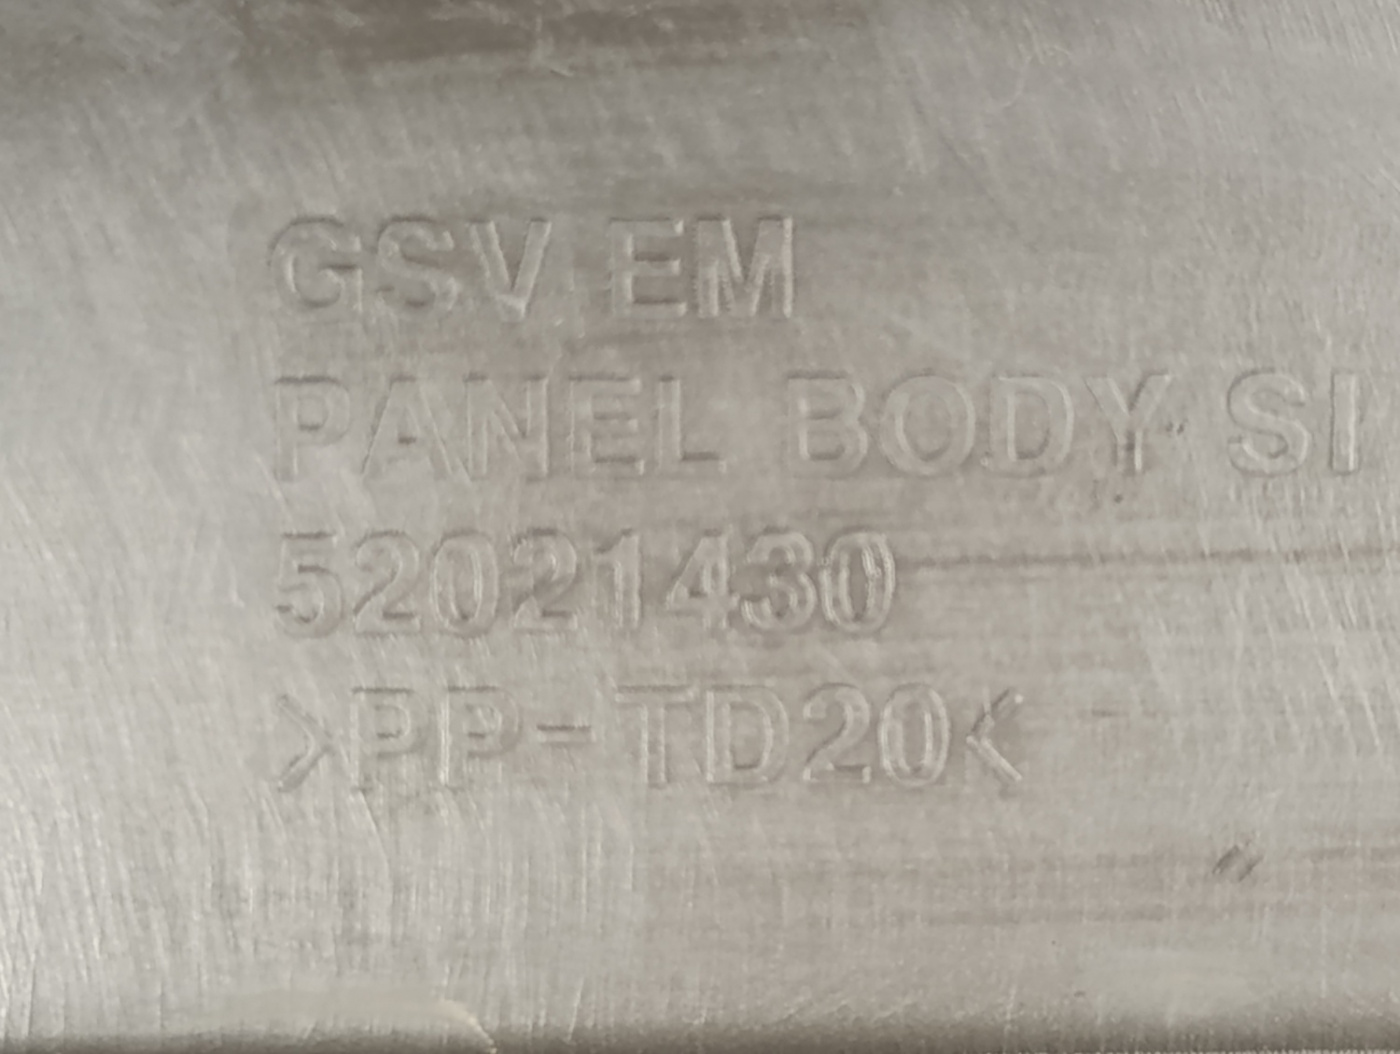 GSV EM
PANEL BODY SI
52021430
>PP-TD20<